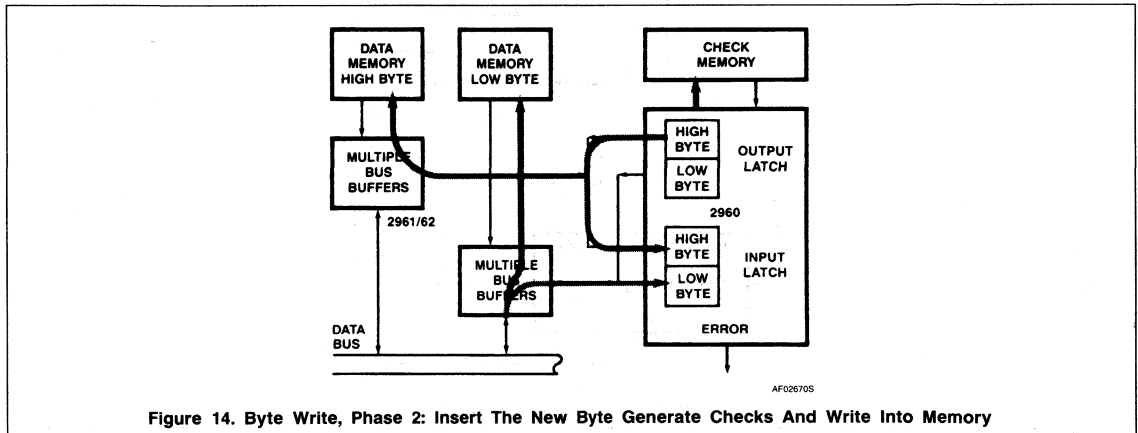 DATA
MEMORY
HIGH BYTE
DATA
MEMORY
LOW BYTE
CHECK
MEMORY
MULTIPLE
BUS
BUFFERS
2961/62
HIGH
BYTE
LOW
BYTE
OUTPUT
LATCH
2960
HIGH
BYTE
LOW
BYTE
INPUT
LATCH
MULTIPLE
BUS
BUFFERS
ERROR
DATA
BUS
AF02670S
Figure 14. Byte Write, Phase 2: Insert The New Byte Generate Checks And Write Into Memory